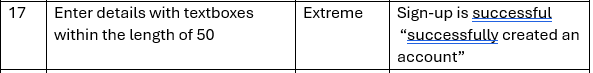 17 Enter details with textboxes Extreme Sign-up is successful
within the length of 50 “successfully created an
account”